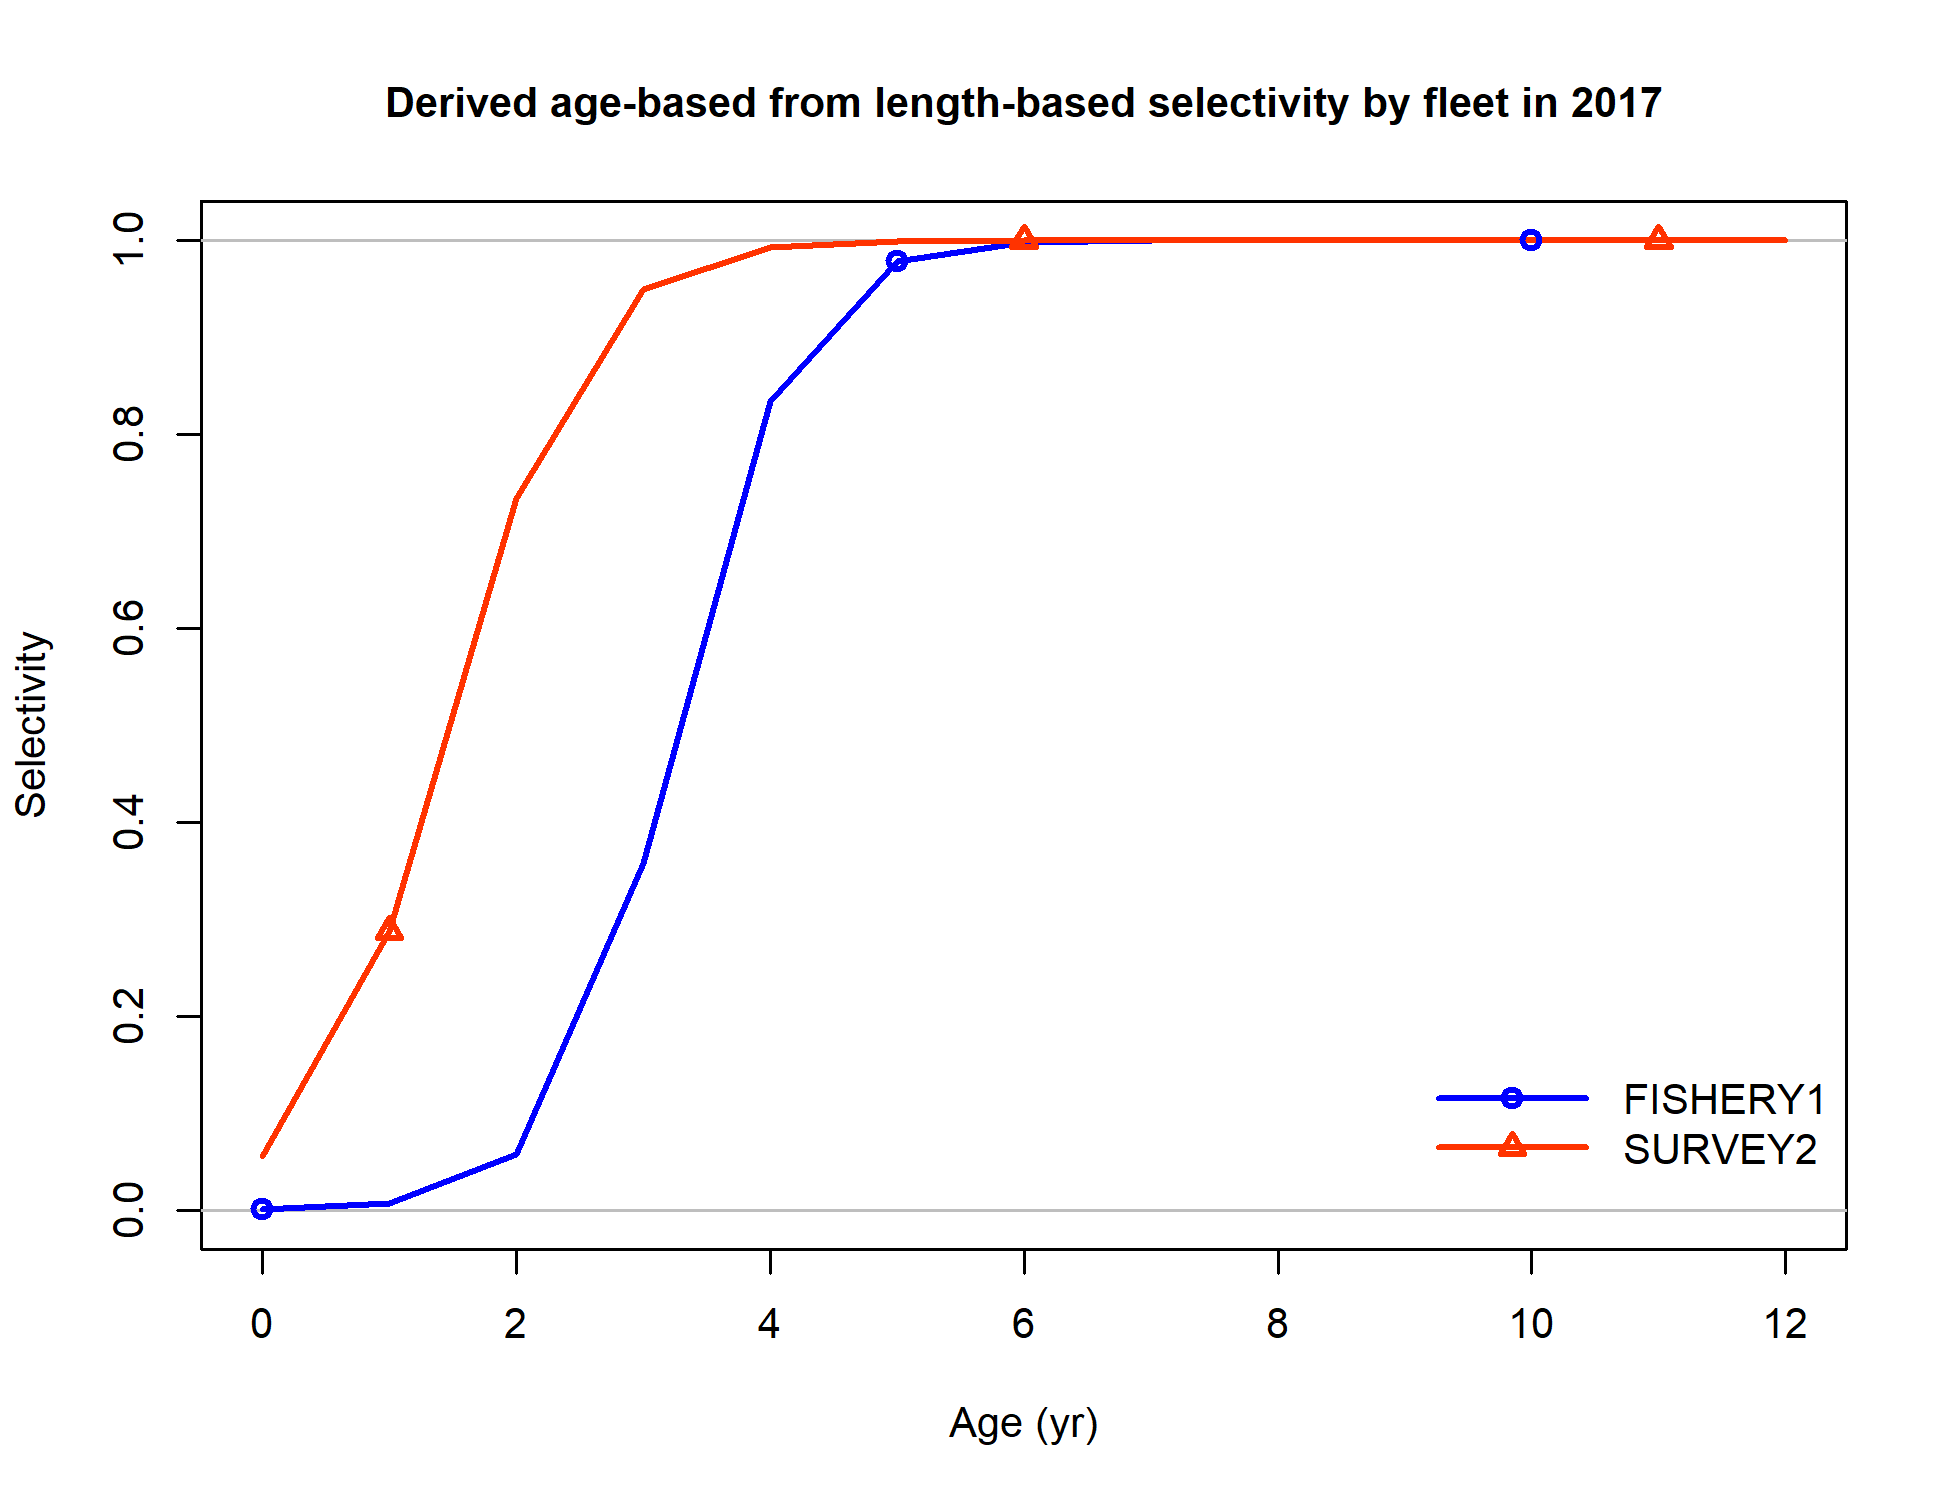 Derived age-based from length-based selectivity by fleet in 2017
Selectivity
1.0
0.8
0.6
0.4
0.2
0.0
FISHERY1
SURVEY2
0 2 4 6 8 10 12
Age (yr)